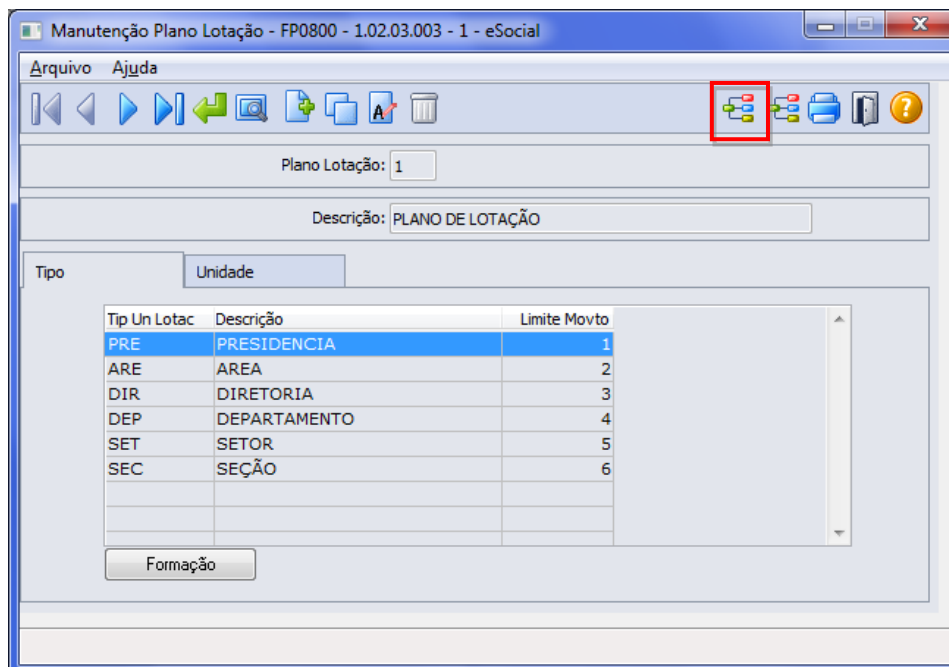 Manutenção Plano Lotação - FP0800 - 1.02.03.003 - 1 - eSocial
Arquivo Ajuda
Plano Lotação: 1
Descrição: PLANO DE LOTAÇÃO
Tipo Unidade
Tip Un Lotac Descrição Limite Movto
PRE PRESIDENCIA 1
ARE AREA 2
DIR DIRETORIA 3
DEP DEPARTAMENTO 4
SET SETOR 5
SEC SEÇÃO 6
Formação